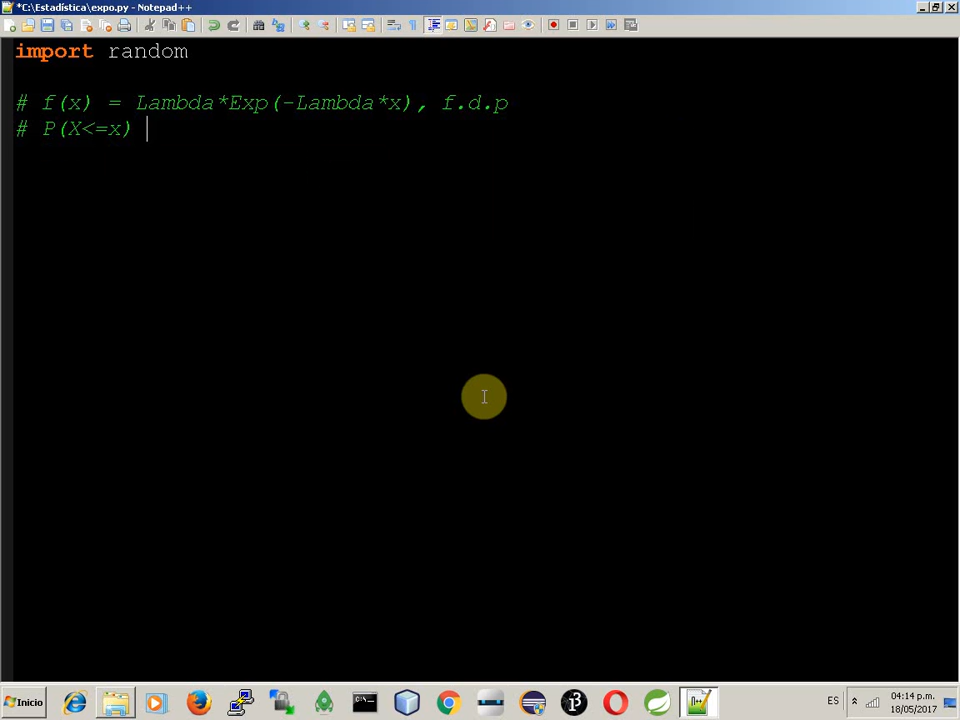 *C:\Estadística\expo.py - Notepad++
import random
# f(x) = Lambda*Exp(-Lambda*x), f.d.p
# P(X<=x)
Inicio
ES
04:14 p.m.
18/05/2017